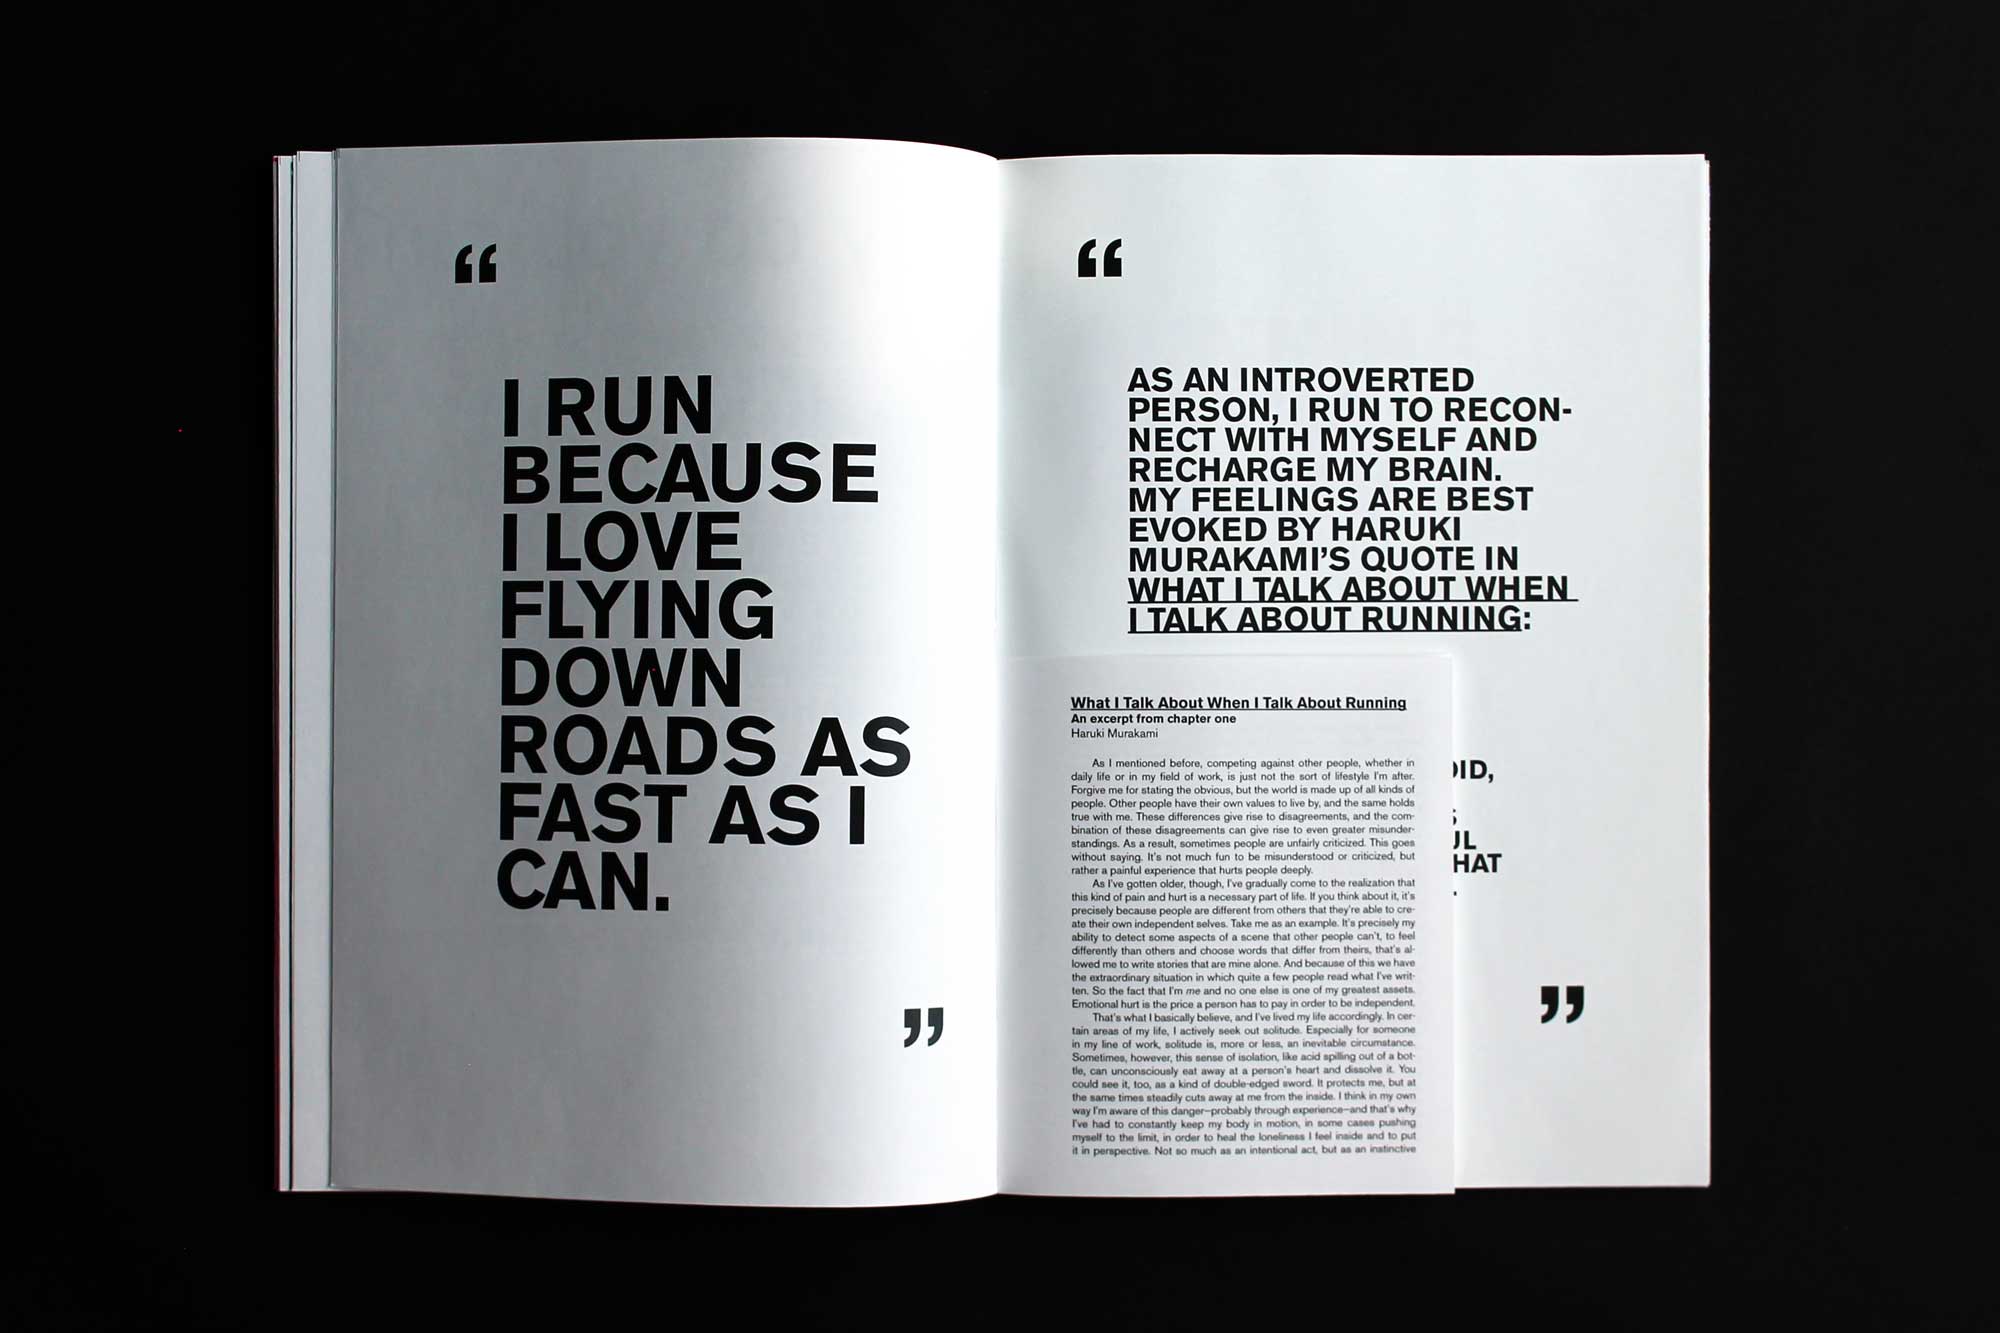 “
I RUN
BECAUSE
I LOVE
FLYING
DOWN
ROADS AS
FAST AS I
CAN.
”
“
AS AN INTROVERTED
PERSON, I RUN TO RECON-
NECT WITH MYSELF AND
RECHARGE MY BRAIN.
MY FEELINGS ARE BEST
EVOKED BY HARUKI
MURAKAMI’S QUOTE IN
WHAT I TALK ABOUT WHEN
I TALK ABOUT RUNNING:
”
What I Talk About When I Talk About Running
An excerpt from chapter one
Haruki Murakami
As I mentioned before, competing against other people, whether in
daily life or in my field of work, is just not the sort of lifestyle I’m after.
Forgive me for stating the obvious, but the world is made up of all kinds of
people. Other people have their own values to live by, and the same holds
true with me. These differences give rise to disagreements, and the com-
bination of these disagreements can give rise to even greater misunder-
standings. As a result, sometimes people are unfairly criticized. This goes
without saying. It’s not much fun to be misunderstood or criticized, but
rather a painful experience that hurts people deeply.
As I’ve gotten older, though, I’ve gradually come to the realization that
this kind of pain and hurt is a necessary part of life. If you think about it, it’s
precisely because people are different from others that they’re able to cre-
ate their own independent selves. Take me as an example. It’s precisely my
ability to detect some aspects of a scene that other people can’t, to feel
differently than others and choose words that differ from theirs, that’s al-
lowed me to write stories that are mine alone. And because of this we have
the extraordinary situation in which quite a few people read what I’ve writ-
ten. So the fact that I’m me and no one else is one of my greatest assets.
Emotional hurt is the price a person has to pay in order to be independent.
That’s what I basically believe, and I’ve lived my life accordingly. In cer-
tain areas of my life, I actively seek out solitude. Especially for someone
in my line of work, solitude is, more or less, an inevitable circumstance.
Sometimes, however, this sense of isolation, like acid spilling out of a bot-
tle, can unconsciously eat away at a person’s heart and dissolve it. You
could see it, too, as a kind of double-edged sword. It protects me, but at
the same times steadily cuts away at me from the inside. I think in my own
way I’m aware of this danger—probably through experience—and that’s why
I’ve had to constantly keep my body in motion, in some cases pushing
myself to the limit, in order to heal the loneliness I feel inside and to put
it in perspective. Not so much as an intentional act, but as an instinctive